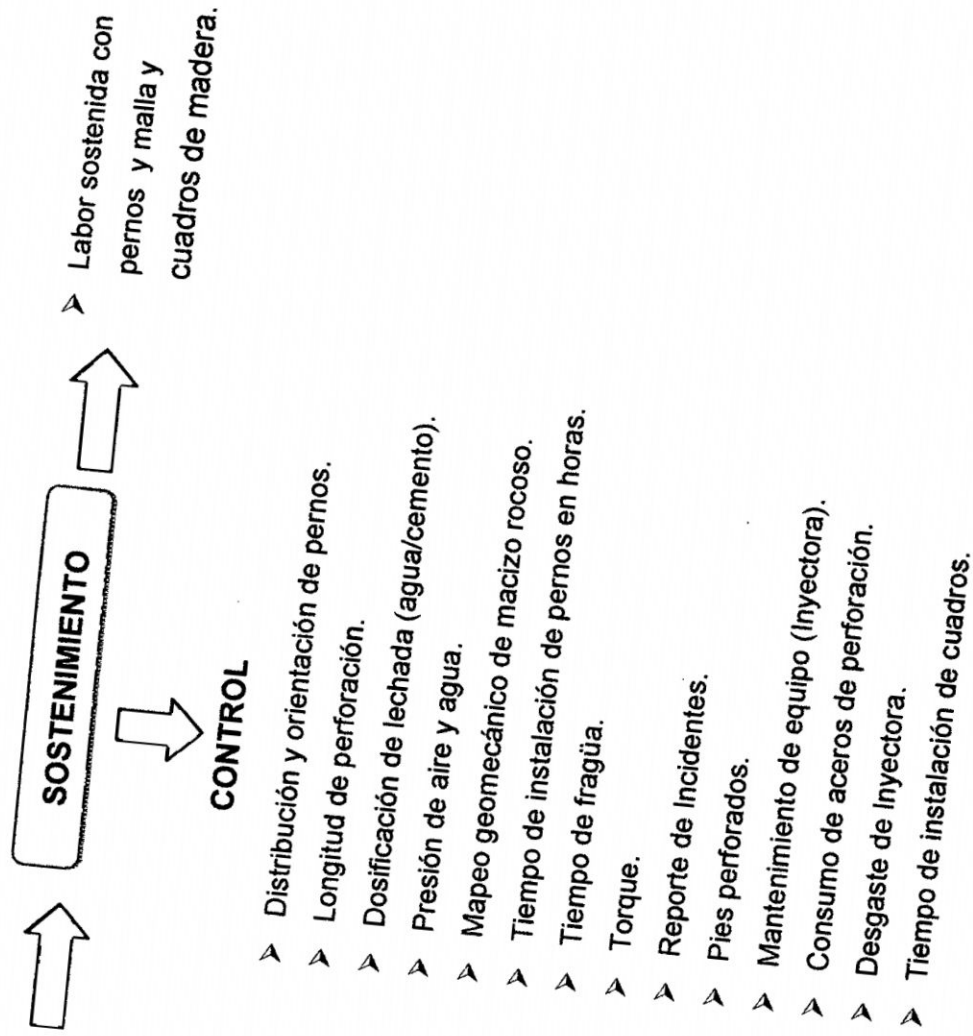 SOSTENIMIENTO
Labor sostenida con
pernos y malla y
cuadros de madera.
CONTROL
Distribución y orientación de pernos.
Longitud de perforación.
Dosificación de lechada (agua/cemento).
Presión de aire y agua.
Mapeo geomecánico de macizo rocoso.
Tiempo de instalación de pernos en horas.
Tiempo de fragüa.
Torque.
Reporte de Incidentes.
Pies perforados.
Mantenimiento de equipo (Inyectora).
Consumo de aceros de perforación.
Desgaste de Inyectora.
Tiempo de instalación de cuadros.